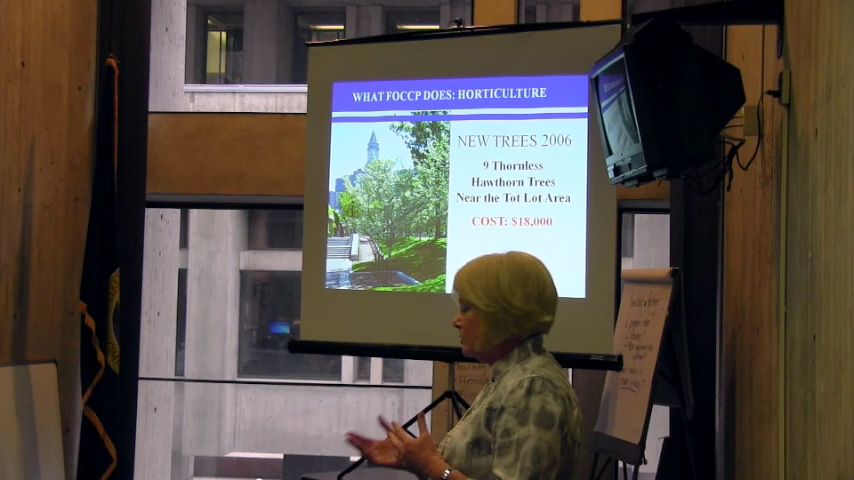 WHAT FOCCP DOES: HORTICULTURE
NEW TREES 2006
9 Thornless
Hawthorn Trees
Near the Tot Lot Area
COST: $18,000